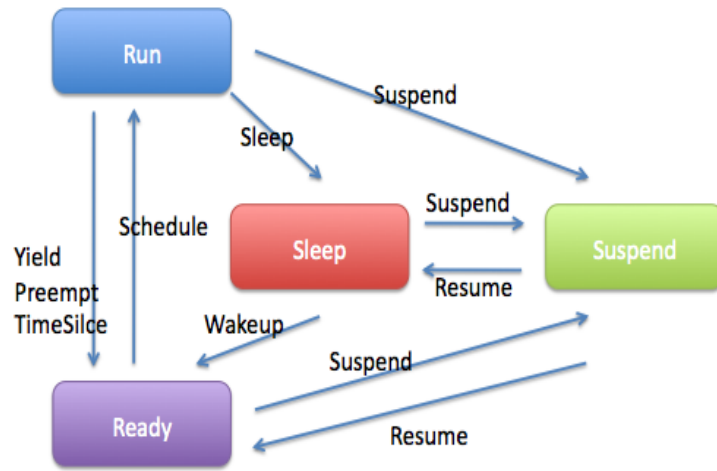 Run
Suspend
Sleep
Suspend
Schedule
Sleep
Suspend
Yield
Preempt
Resume
TimeSilce
Wakeup
Suspend
Ready
Resume